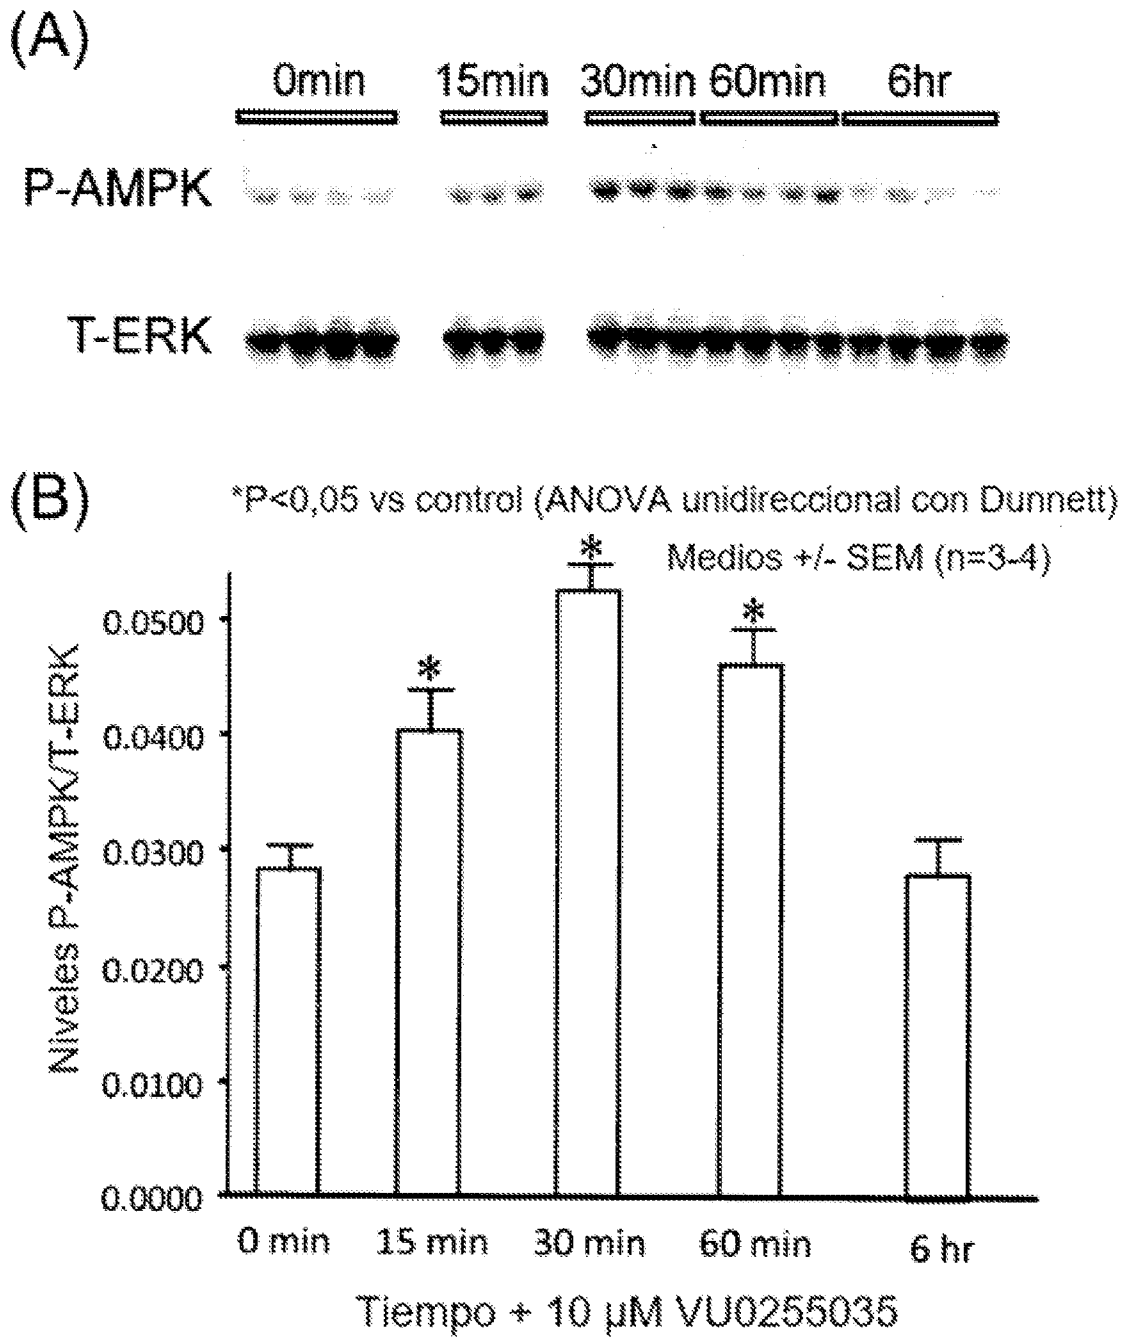 (A)
0min 15min 30min 60min 6hr
P-AMPK
T-ERK
(B)
*P<0,05 vs control (ANOVA unidireccional con Dunnett)
Medios +/- SEM (n=3-4)
Niveles P-AMPK/T-ERK
0.0500
0.0400
0.0300
0.0200
0.0100
0.0000
* * *
0 min 15 min 30 min 60 min 6 hr
Tiempo + 10 µM VU0255035